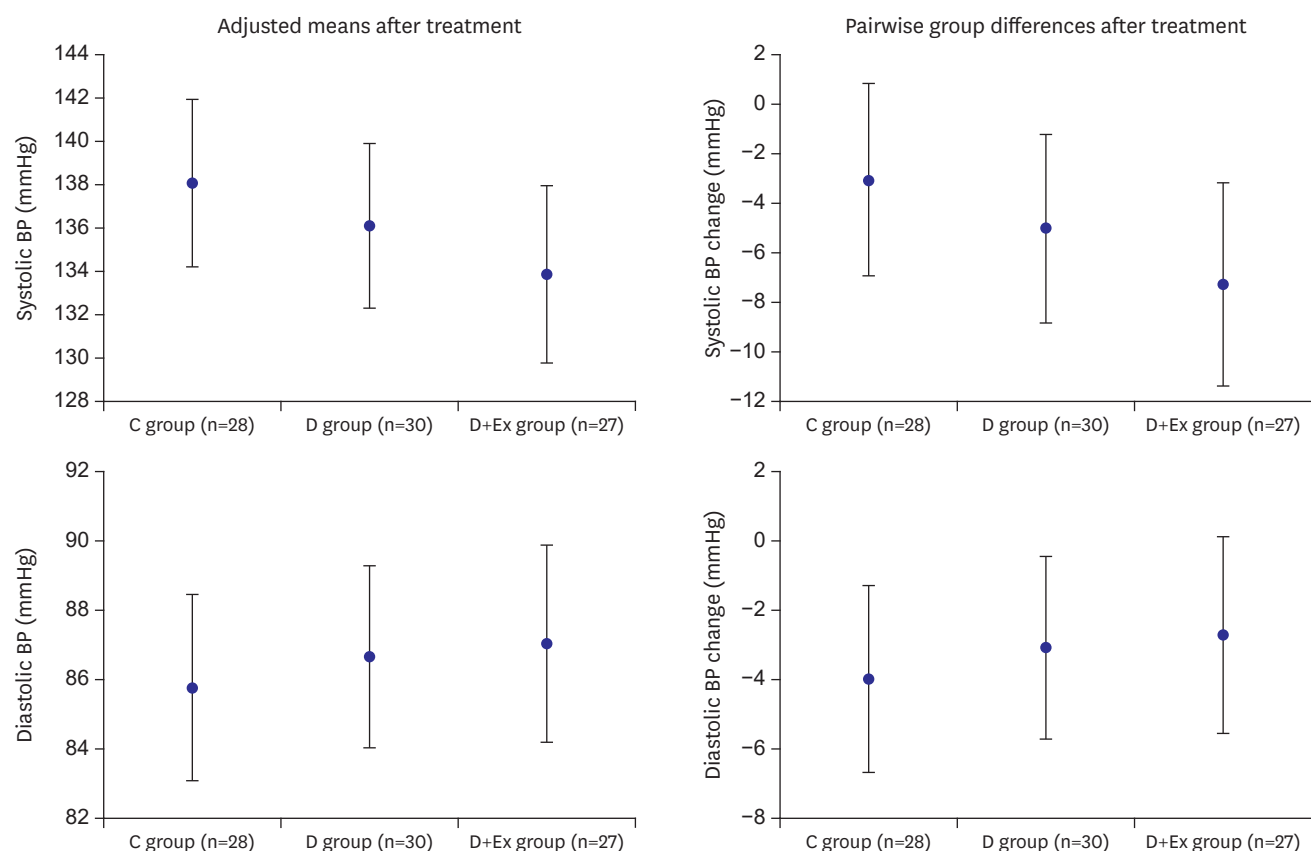 Adjusted means after treatment
Systolic BP (mmHg)
144
142
140
138
136
134
132
130
128
C group (n=28) D group (n=30) D+Ex group (n=27)
Pairwise group differences after treatment
Systolic BP change (mmHg)
2
0
−2
−4
−6
−8
−10
−12
C group (n=28) D group (n=30) D+Ex group (n=27)
Diastolic BP (mmHg)
92
90
88
86
84
82
C group (n=28) D group (n=30) D+Ex group (n=27)
Diastolic BP change (mmHg)
2
0
−2
−4
−6
−8
C group (n=28) D group (n=30) D+Ex group (n=27)